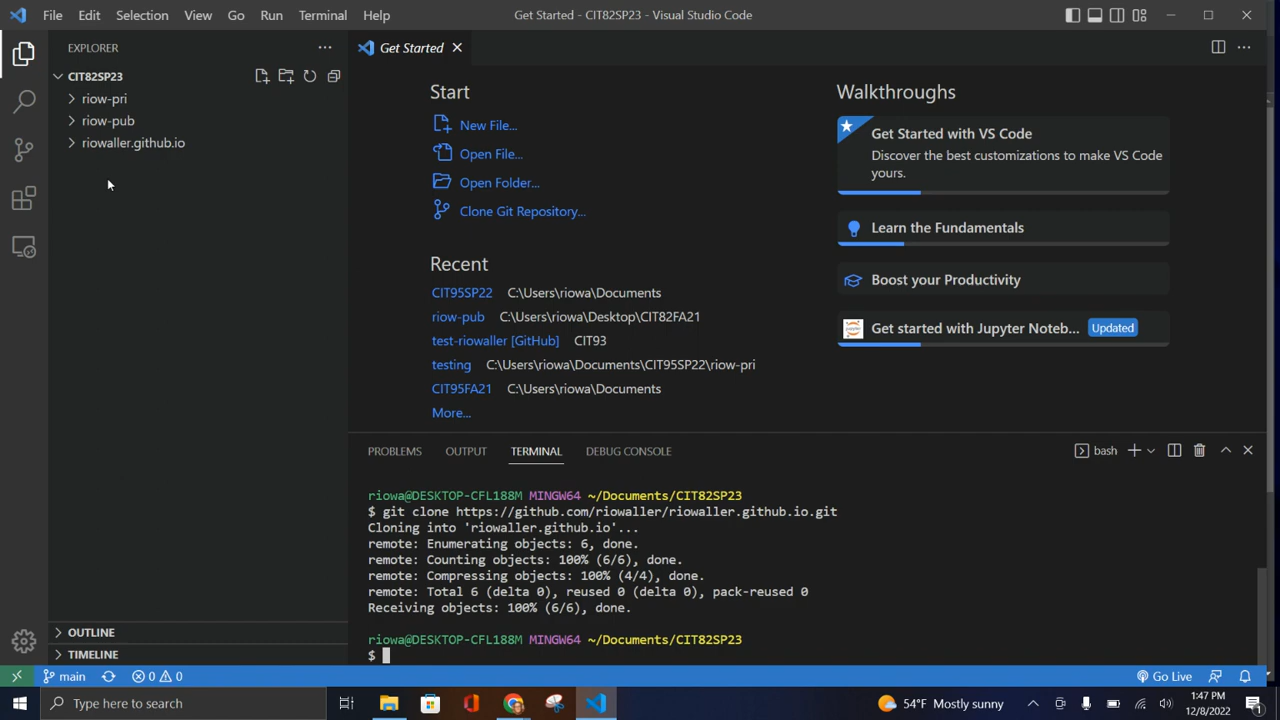 File Edit Selection View Go Run Terminal Help
Get Started - CIT82SP23 - Visual Studio Code
EXPLORER
CIT82SP23
riow-pri
riow-pub
riowaller.github.io
OUTLINE
TIMELINE
Get Started
Start
New File...
Open File...
Open Folder...
Clone Git Repository...
Recent
CIT95SP22 C:\Users\riowa\Documents
riow-pub C:\Users\riowa\Desktop\CIT82FA21
test-riowaller [GitHub] CIT93
testing C:\Users\riowa\Documents\CIT95SP22\riow-pri
CIT95FA21 C:\Users\riowa\Documents
More...
Walkthroughs
Get Started with VS Code
Discover the best customizations to make VS Code
yours.
Learn the Fundamentals
Boost your Productivity
Get started with Jupyter Noteb... Updated
PROBLEMS OUTPUT TERMINAL DEBUG CONSOLE
bash
riowa@DESKTOP-CFL188M MINGW64 ~/Documents/CIT82SP23
$ git clone https://github.com/riowaller/riowaller.github.io.git
Cloning into 'riowaller.github.io'...
remote: Enumerating objects: 6, done.
remote: Counting objects: 100% (6/6), done.
remote: Compressing objects: 100% (4/4), done.
remote: Total 6 (delta 0), reused 0 (delta 0), pack-reused 0
Receiving objects: 100% (6/6), done.
riowa@DESKTOP-CFL188M MINGW64 ~/Documents/CIT82SP23
$
main 0 0 Go Live
Type here to search
54°F Mostly sunny
1:47 PM
12/8/2022
1